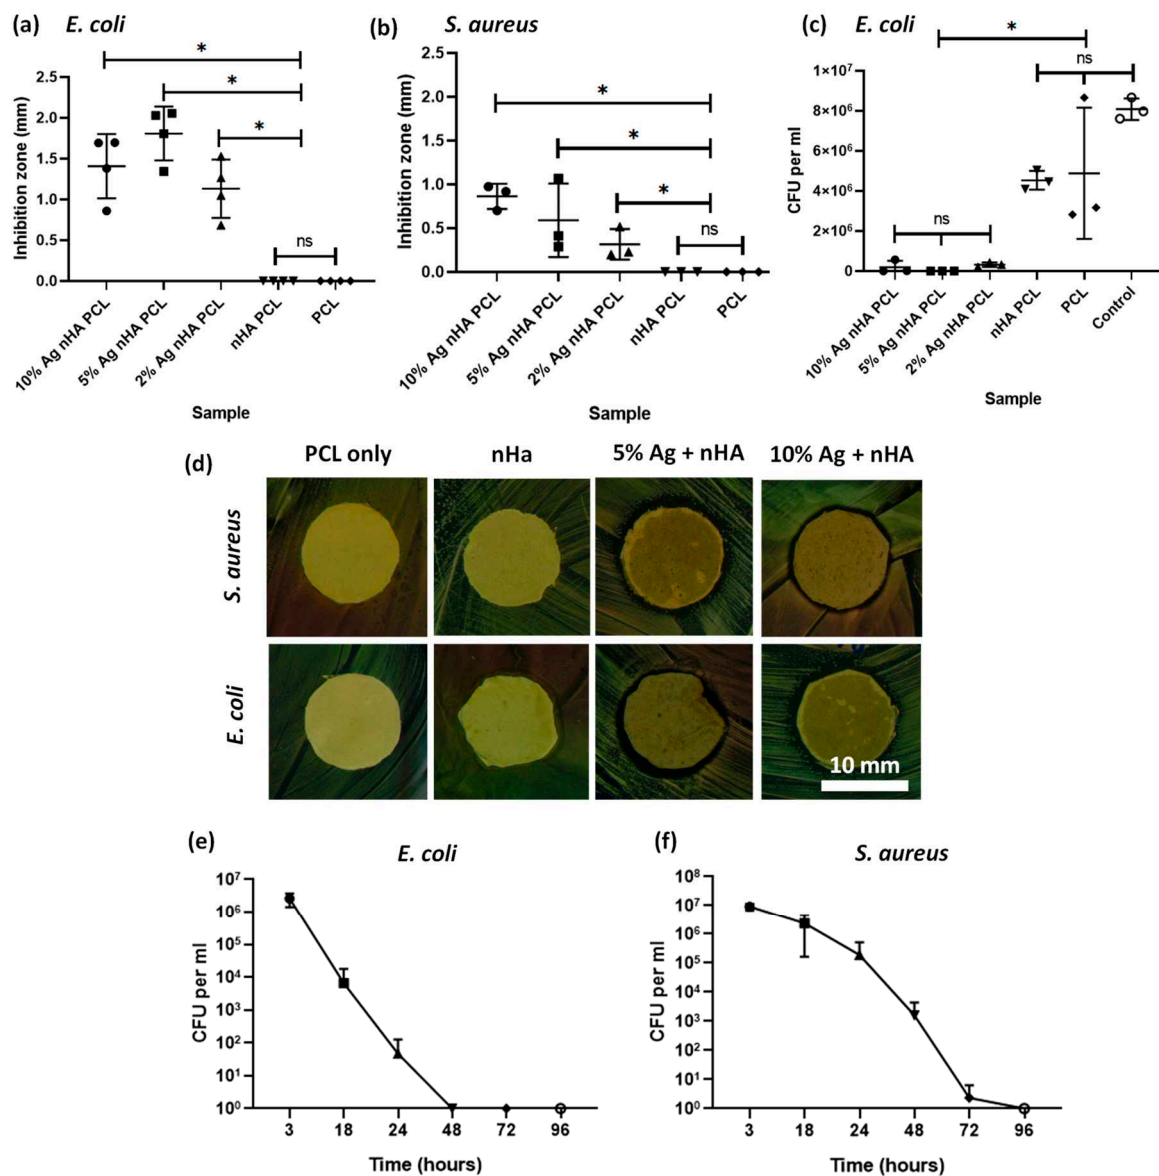 (a) E. coli
*
*
*
ns
Inhibition zone (mm)
2.5
2.0
1.5
1.0
0.5
0.0
10% Ag nHA PCL
5% Ag nHA PCL
2% Ag nHA PCL
nHA PCL
PCL
Sample
(b) S. aureus
*
*
*
ns
Inhibition zone (mm)
2.5
2.0
1.5
1.0
0.5
0.0
10% Ag nHA PCL
5% Ag nHA PCL
2% Ag nHA PCL
nHA PCL
PCL
Sample
(c) E. coli
*
ns
ns
CFU per ml
1×10⁷
8×10⁶
6×10⁶
4×10⁶
2×10⁶
0
10% Ag nHA PCL
5% Ag nHA PCL
2% Ag nHA PCL
nHA PCL
PCL
Control
Sample
(d) PCL only nHa 5% Ag + nHA 10% Ag + nHA
S. aureus
E. coli
10 mm
(e) E. coli
CFU per ml
10⁷
10⁶
10⁵
10⁴
10³
10²
10¹
10⁰
3 18 24 48 72 96
Time (hours)
(f) S. aureus
CFU per ml
10⁸
10⁷
10⁶
10⁵
10⁴
10³
10²
10¹
10⁰
3 18 24 48 72 96
Time (hours)